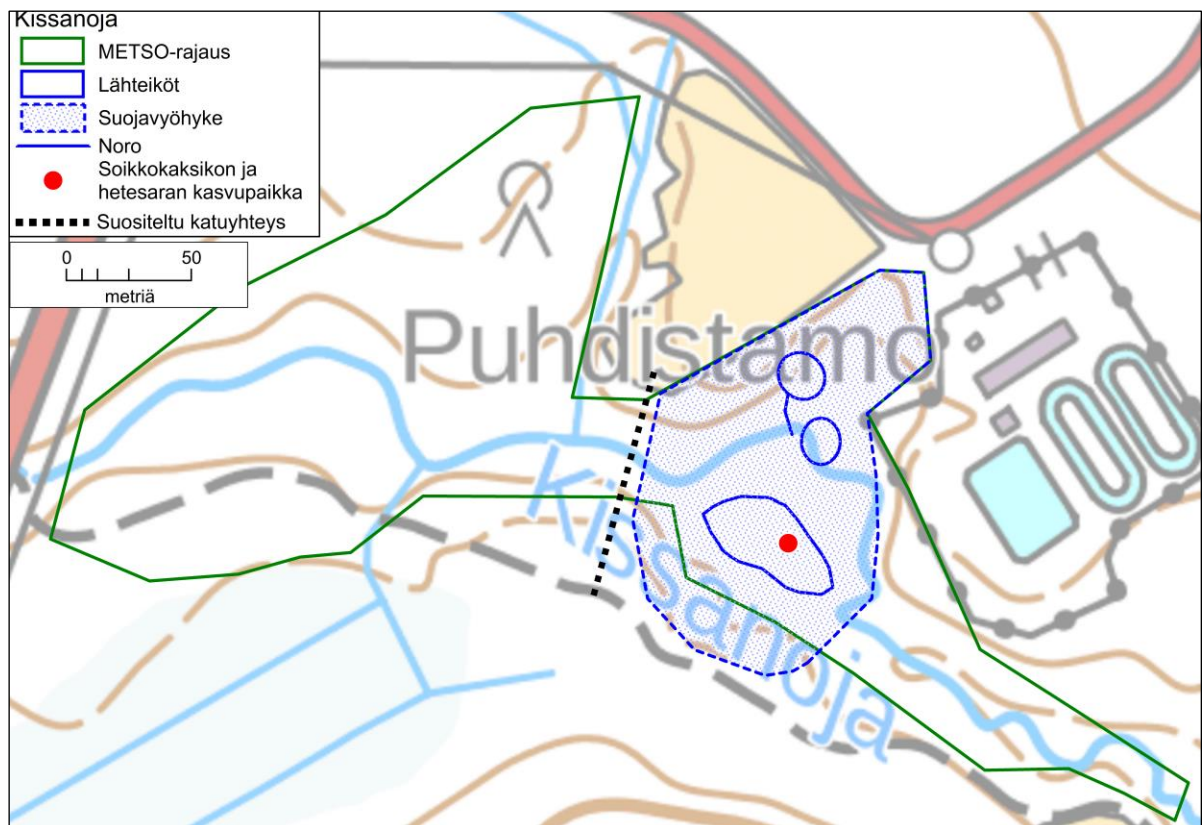 Kissanoja
METSO-rajaus
Lähteiköt
Suojavyöhyke
Noro
Soikkokaksikon ja
hetesaran kasvupaikka
Suositeltu katuyhteys
0 50
metriä
Puhdistamo
Kissanoja